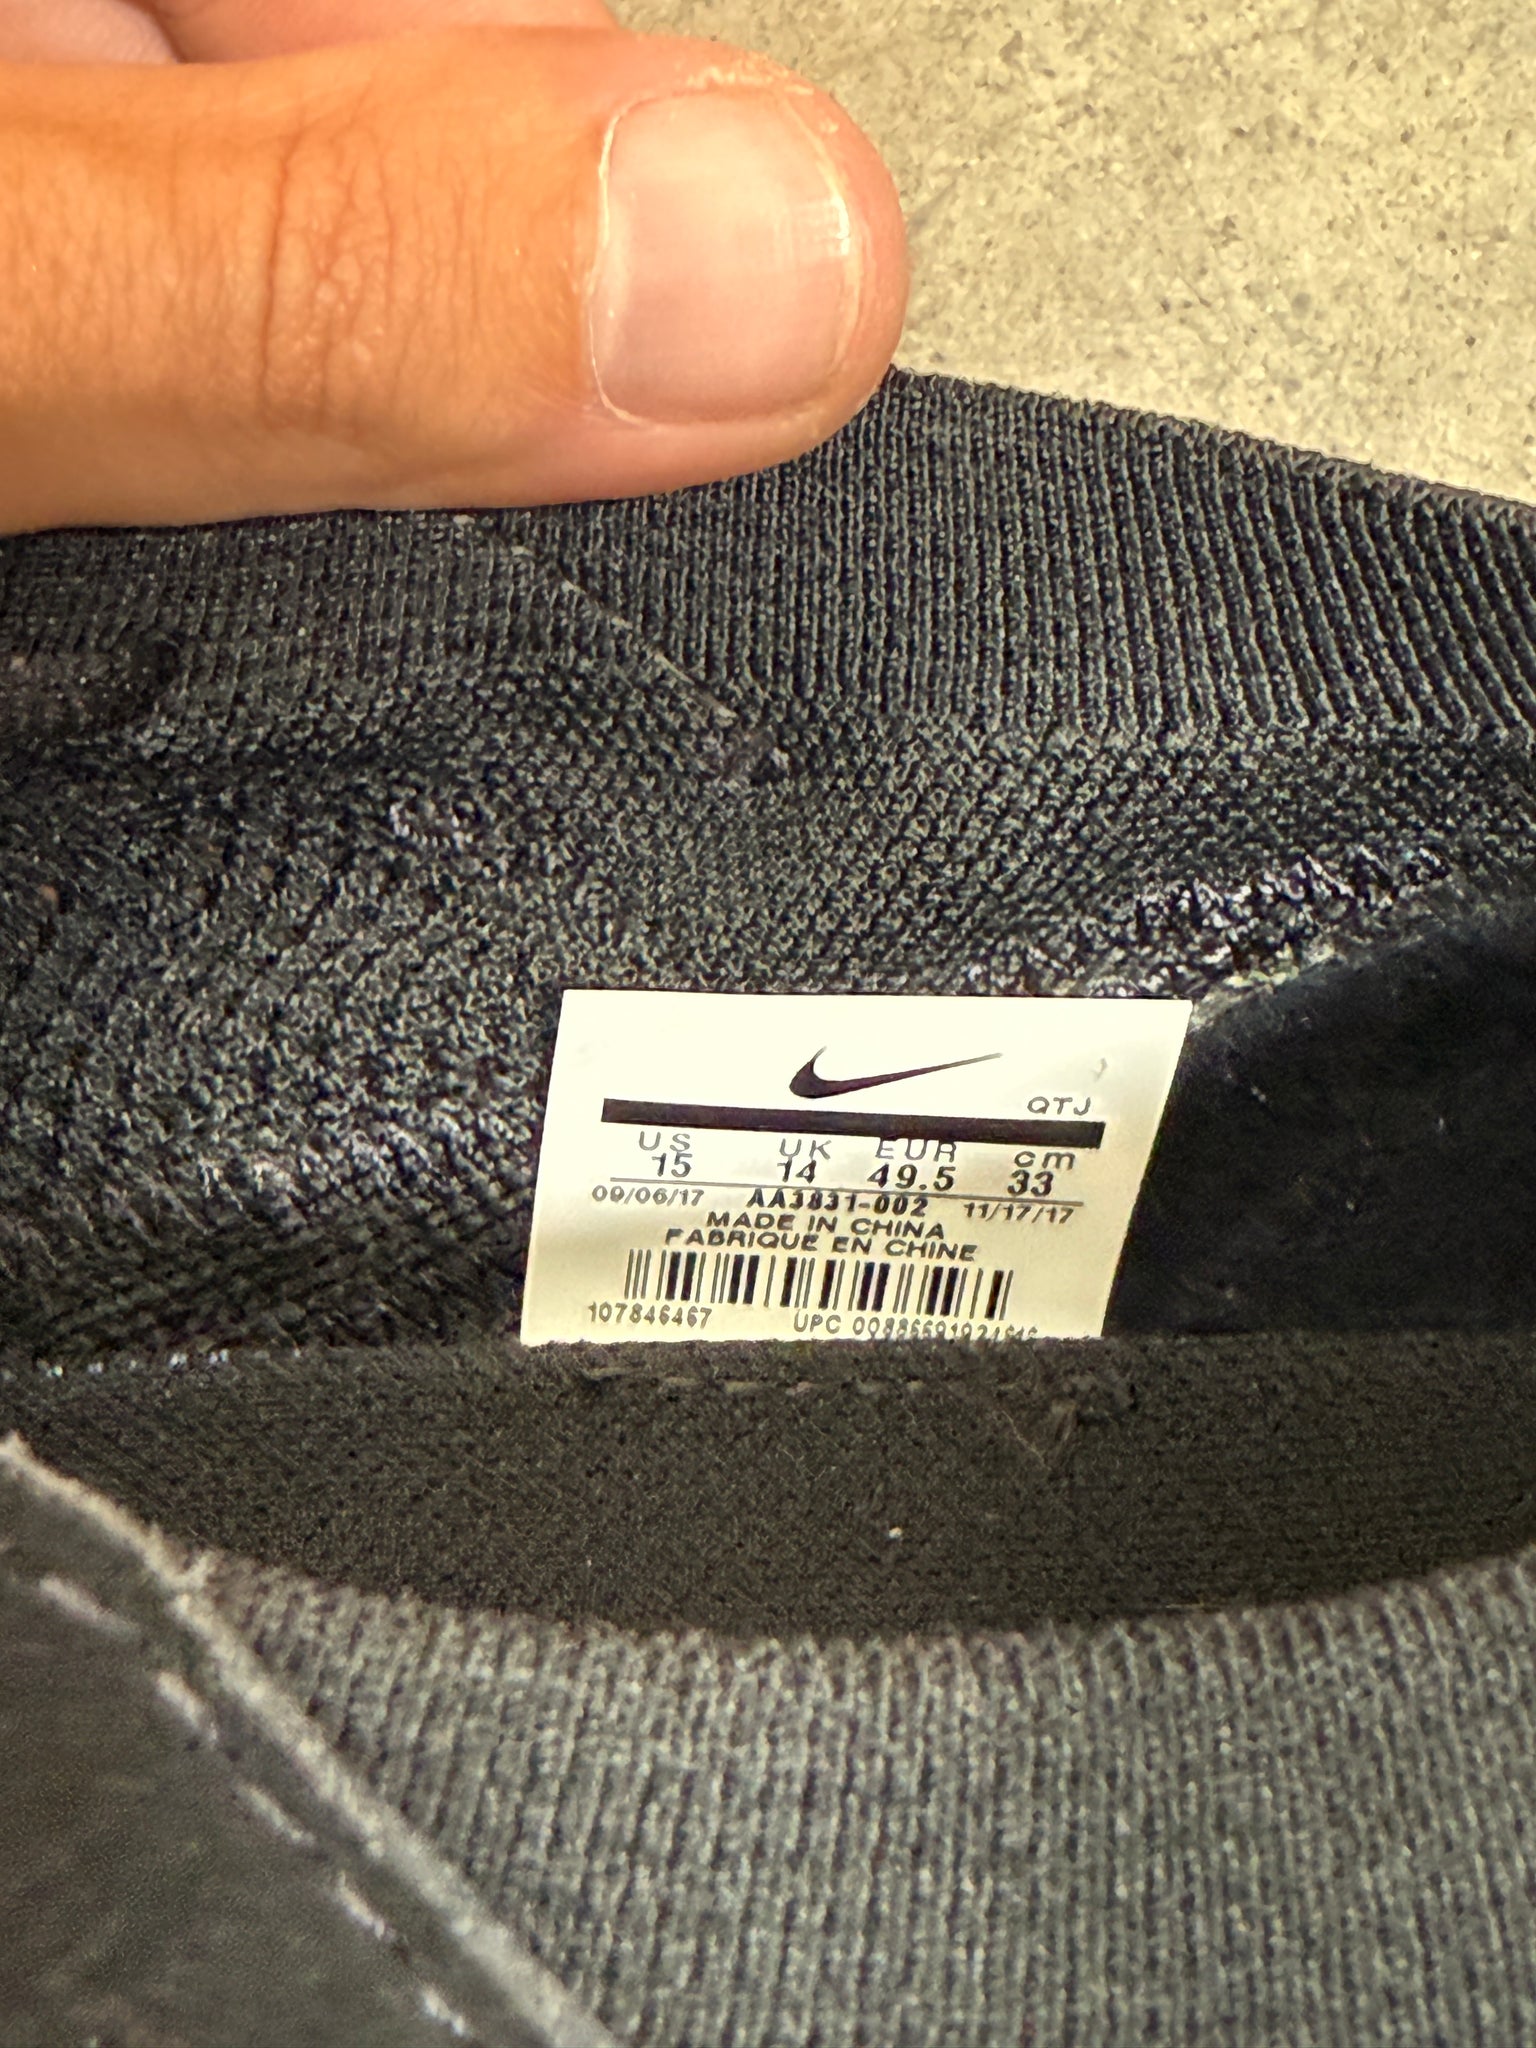 QTJ
US UK EUR cm
15 14 49.5 33
09/06/17 AA3831-002 11/17/17
MADE IN CHINA
FABRIQUE EN CHINE
107846467 UPC